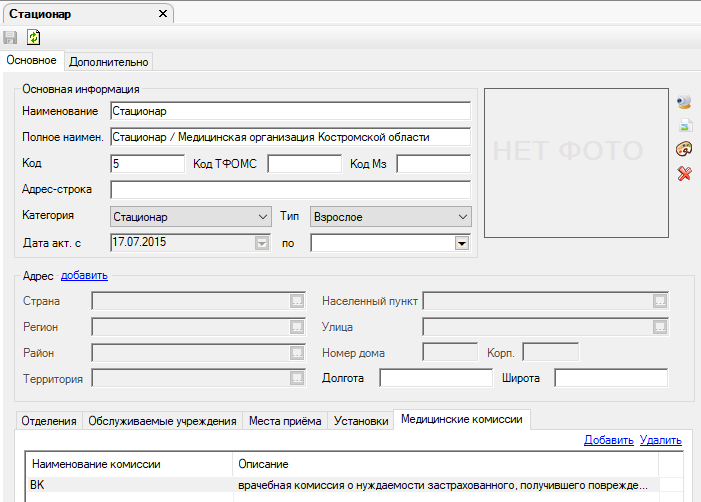 Стационар
Основное Дополнительно
Основная информация
Наименование Стационар
Полное наимен. Стационар / Медицинская организация Костромской области
Код 5 Код ТФОМС Код Мз
Адрес-строка
Категория Стационар Тип Взрослое
Дата акт. с 17.07.2015 по
НЕТ ФОТО
Адрес добавить
Страна Населенный пункт
Регион Улица
Район Номер дома Корп.
Территория Долгота Широта
Отделения Обслуживаемые учреждения Места приёма Установки Медицинские комиссии
Добавить Удалить
Наименование комиссии Описание
ВК врачебная комиссия о нуждаемости застрахованного, получившего поврежде...